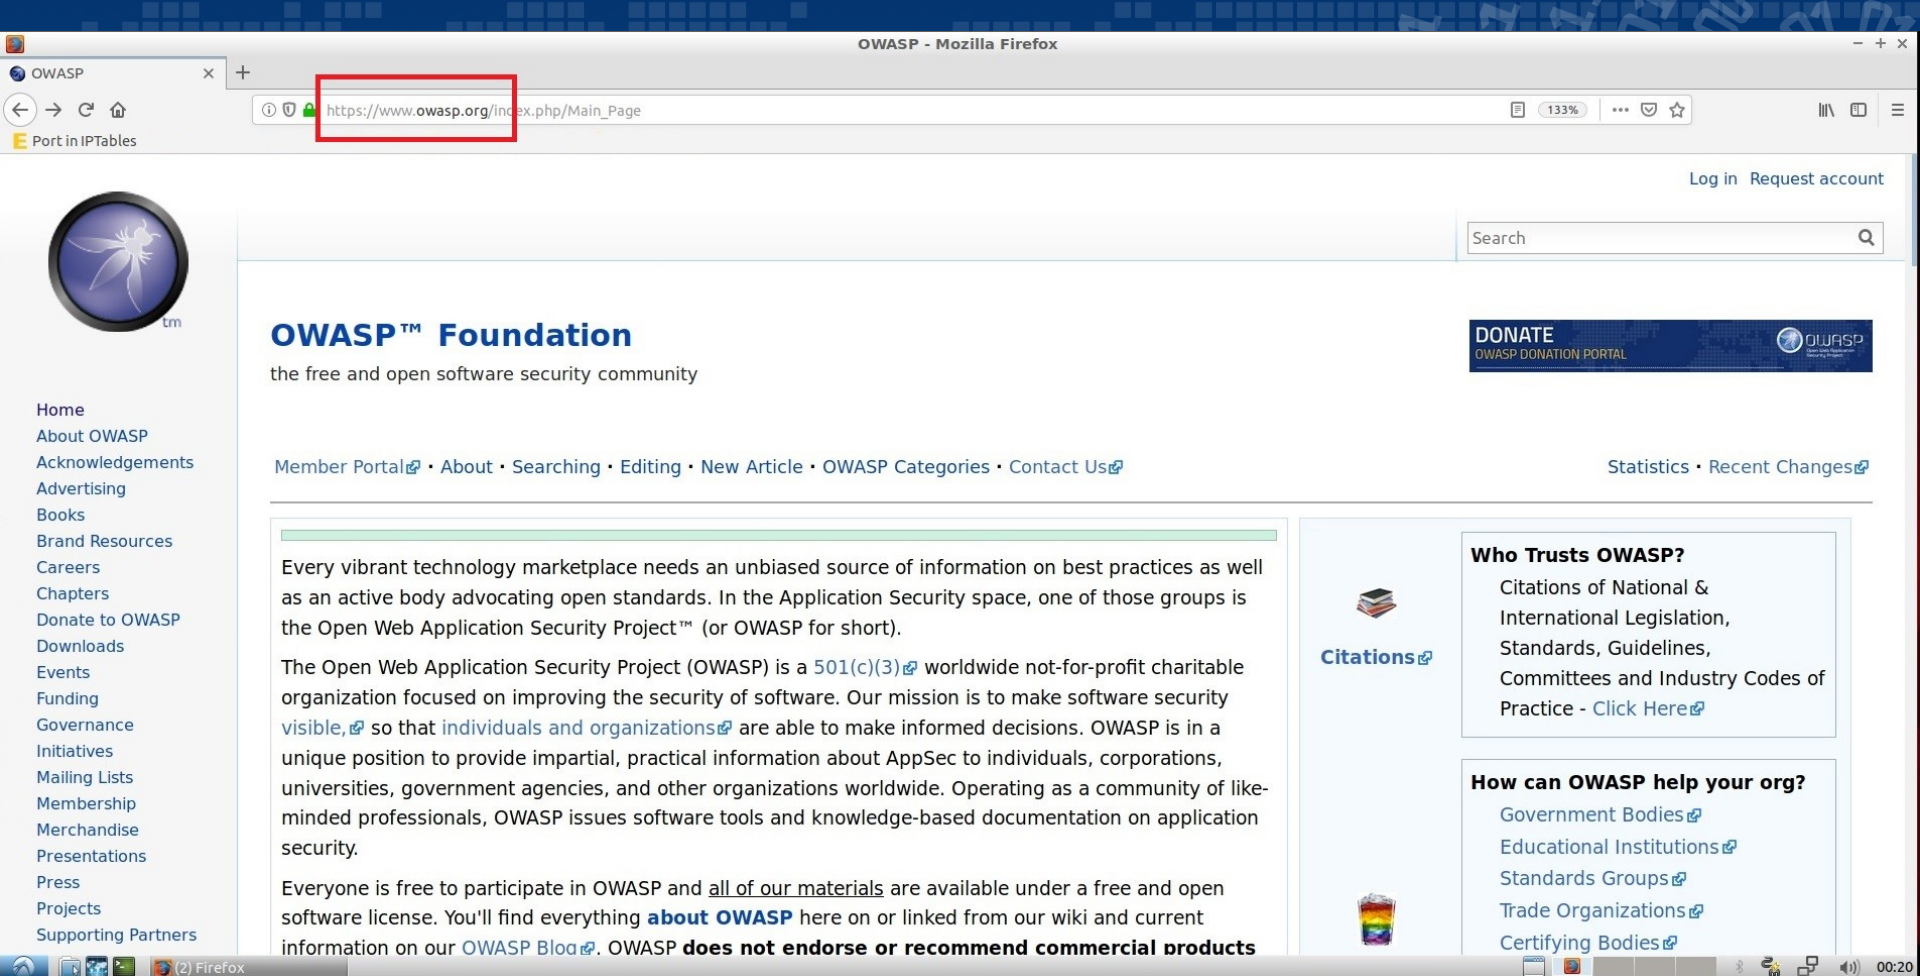 OWASP - Mozilla Firefox
OWASP
https://www.owasp.org/index.php/Main_Page
133%
Port in IPTables
Log in Request account
Search
tm
OWASP™ Foundation
the free and open software security community
DONATE
OWASP DONATION PORTAL
OWASP
Open Web Application
Security Project
Home
About OWASP
Acknowledgements
Advertising
Books
Brand Resources
Careers
Chapters
Donate to OWASP
Downloads
Events
Funding
Governance
Initiatives
Mailing Lists
Membership
Merchandise
Presentations
Press
Projects
Supporting Partners
Member Portal · About · Searching · Editing · New Article · OWASP Categories · Contact Us
Statistics · Recent Changes
Every vibrant technology marketplace needs an unbiased source of information on best practices as well
as an active body advocating open standards. In the Application Security space, one of those groups is
the Open Web Application Security Project™ (or OWASP for short).
The Open Web Application Security Project (OWASP) is a 501(c)(3) worldwide not-for-profit charitable
organization focused on improving the security of software. Our mission is to make software security
visible, so that individuals and organizations are able to make informed decisions. OWASP is in a
unique position to provide impartial, practical information about AppSec to individuals, corporations,
universities, government agencies, and other organizations worldwide. Operating as a community of like-
minded professionals, OWASP issues software tools and knowledge-based documentation on application
security.
Everyone is free to participate in OWASP and all of our materials are available under a free and open
software license. You'll find everything about OWASP here on or linked from our wiki and current
information on our OWASP Blog. OWASP does not endorse or recommend commercial products
Citations
Who Trusts OWASP?
Citations of National &
International Legislation,
Standards, Guidelines,
Committees and Industry Codes of
Practice - Click Here
How can OWASP help your org?
Government Bodies
Educational Institutions
Standards Groups
Trade Organizations
Certifying Bodies
(2) Firefox
00:20